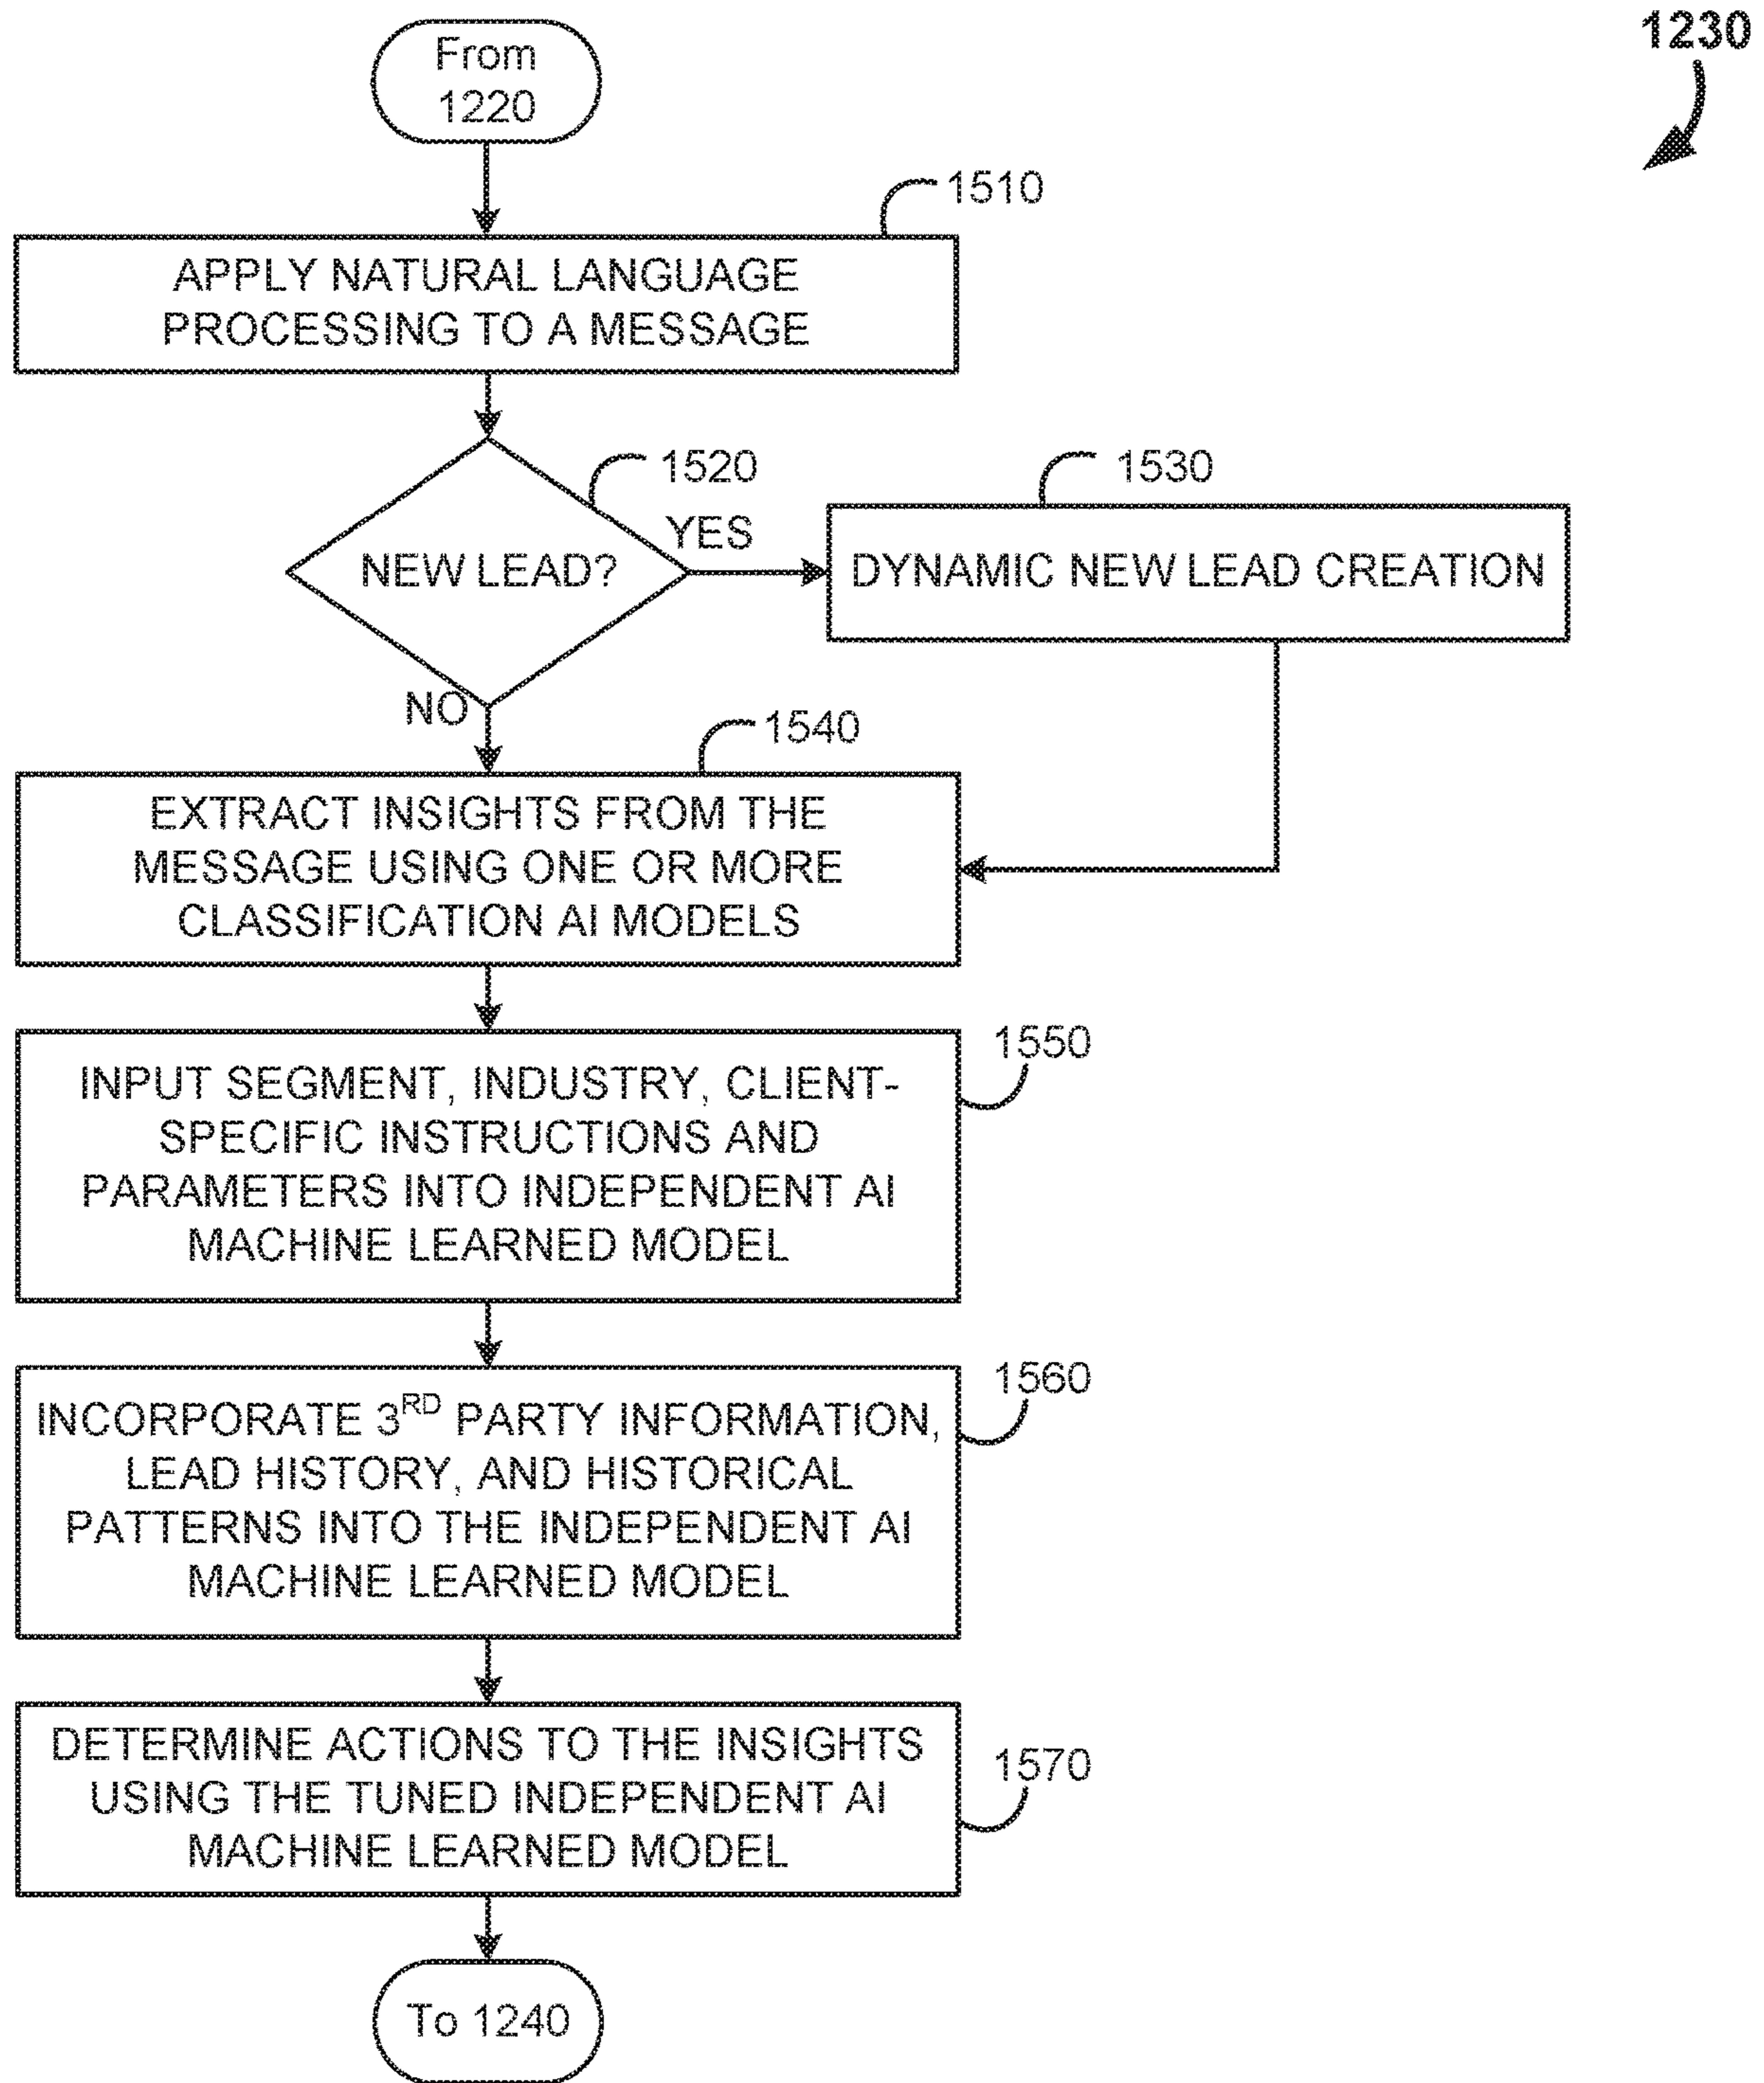 1230
From
1220
1510
APPLY NATURAL LANGUAGE
PROCESSING TO A MESSAGE
1520
1530
YES
NEW LEAD?
DYNAMIC NEW LEAD CREATION
NO
1540
EXTRACT INSIGHTS FROM THE
MESSAGE USING ONE OR MORE
CLASSIFICATION AI MODELS
1550
INPUT SEGMENT, INDUSTRY, CLIENT-
SPECIFIC INSTRUCTIONS AND
PARAMETERS INTO INDEPENDENT AI
MACHINE LEARNED MODEL
1560
INCORPORATE 3RD PARTY INFORMATION,
LEAD HISTORY, AND HISTORICAL
PATTERNS INTO THE INDEPENDENT AI
MACHINE LEARNED MODEL
DETERMINE ACTIONS TO THE INSIGHTS
1570
USING THE TUNED INDEPENDENT AI
MACHINE LEARNED MODEL
To 1240